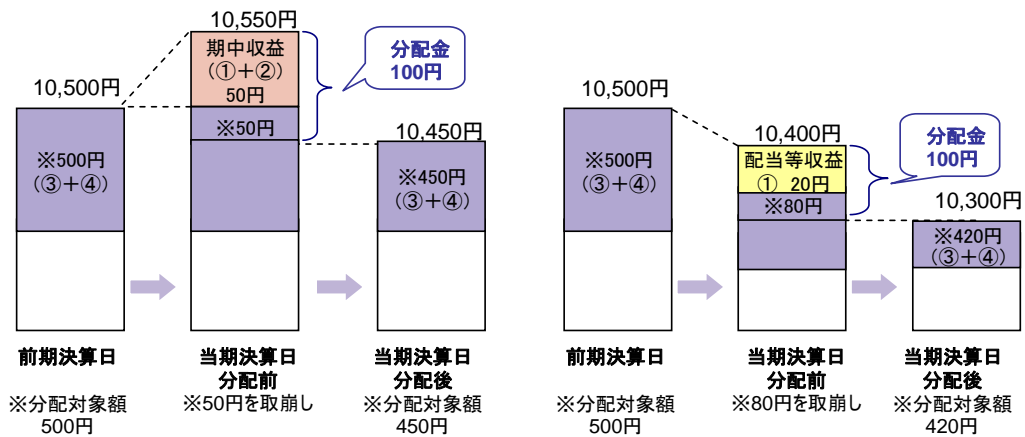 10,500円
※500円
(③+④)
前期決算日
※分配対象額
500円
10,550円
期中収益
(①+②)
50円
※50円
分配金
100円
当期決算日
分配前
※50円を取崩し
10,450円
※450円
(③+④)
当期決算日
分配後
※分配対象額
450円
10,500円
※500円
(③+④)
前期決算日
※分配対象額
500円
10,400円
配当等収益
① 20円
※80円
分配金
100円
当期決算日
分配前
※80円を取崩し
10,300円
※420円
(③+④)
当期決算日
分配後
※分配対象額
420円